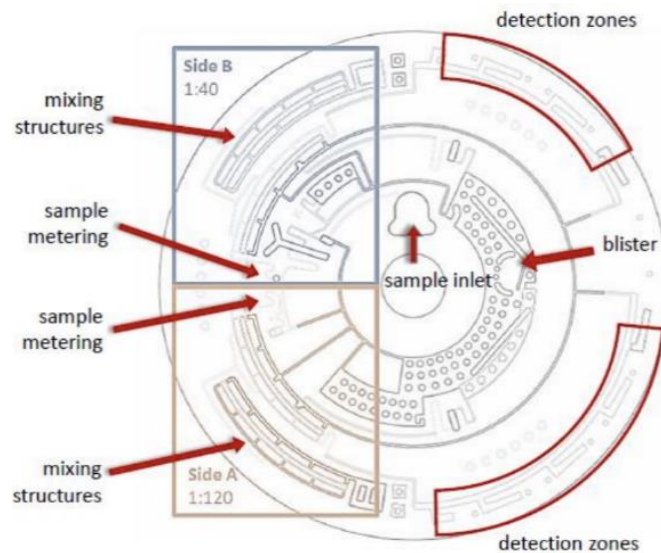 detection zones
Side B
1:40
mixing
structures
sample
metering
blister
sample inlet
sample
metering
mixing
structures
Side A
1:120
detection zones